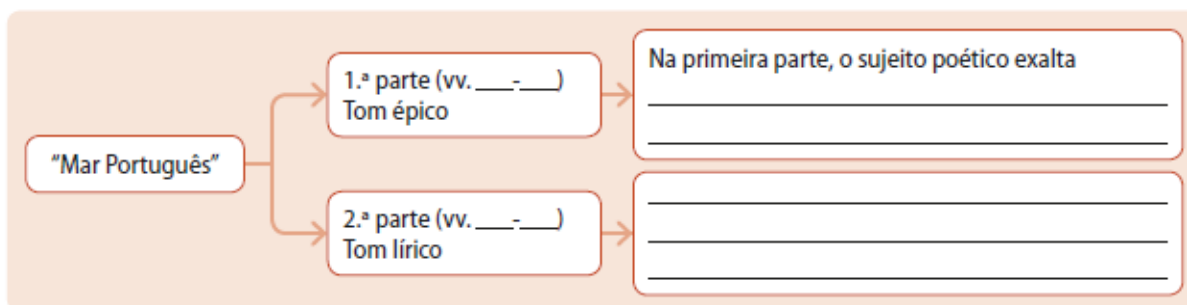 "Mar Português"
1.ª parte (vv. ___-___)
Tom épico
Na primeira parte, o sujeito poético exalta
2.ª parte (vv. ___-___)
Tom lírico